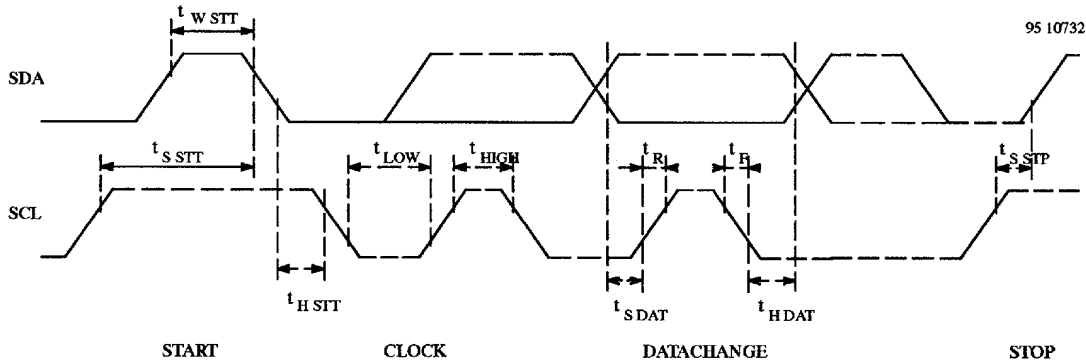 t W STT
95 10732
SDA
t S STT
t LOW
t HIGH
t R
t F
t S STP
SCL
t H STT
t S DAT
t H DAT
START
CLOCK
DATACHANGE
STOP